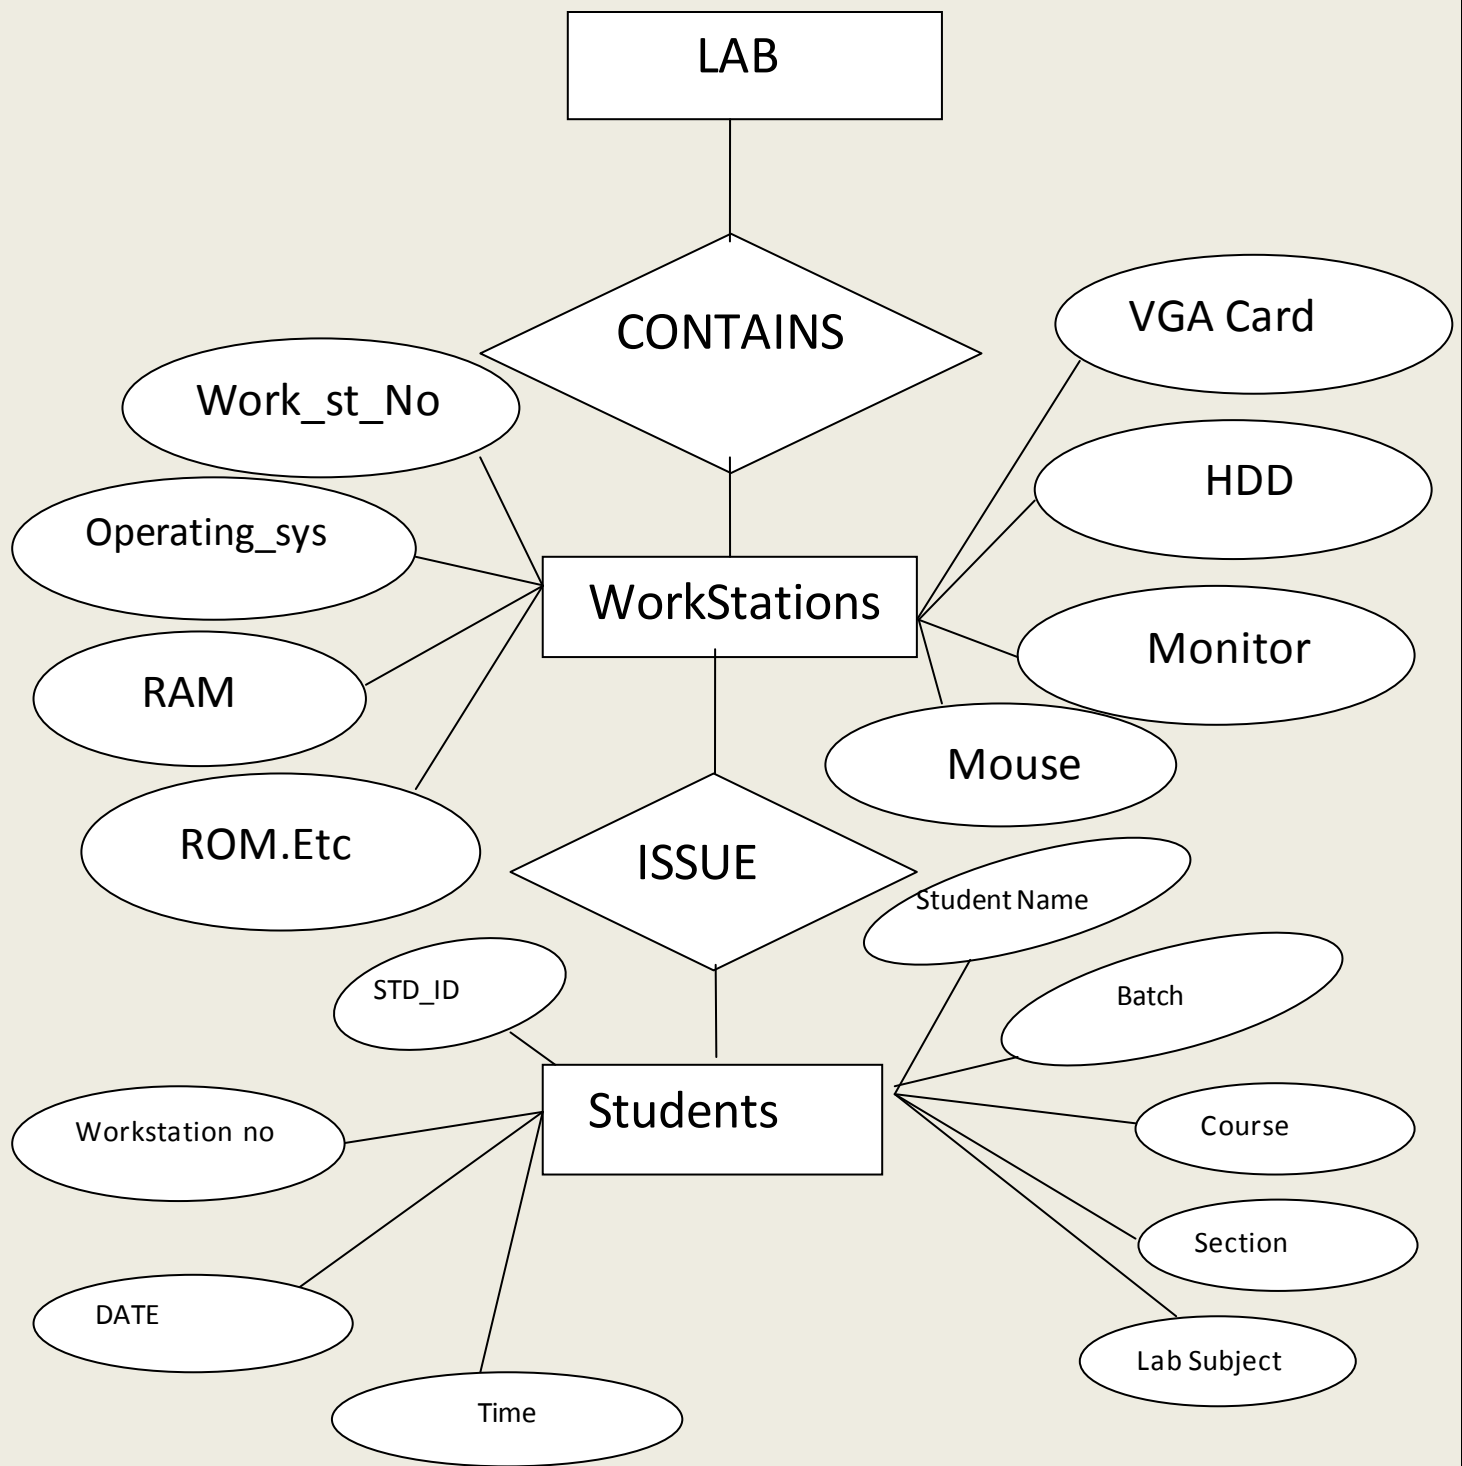 LAB
CONTAINS
VGA Card
Work_st_No
HDD
Operating_sys
WorkStations
Monitor
RAM
Mouse
ROM.Etc
ISSUE
Student Name
STD_ID
Batch
Students
Workstation no
Course
Section
DATE
Lab Subject
Time